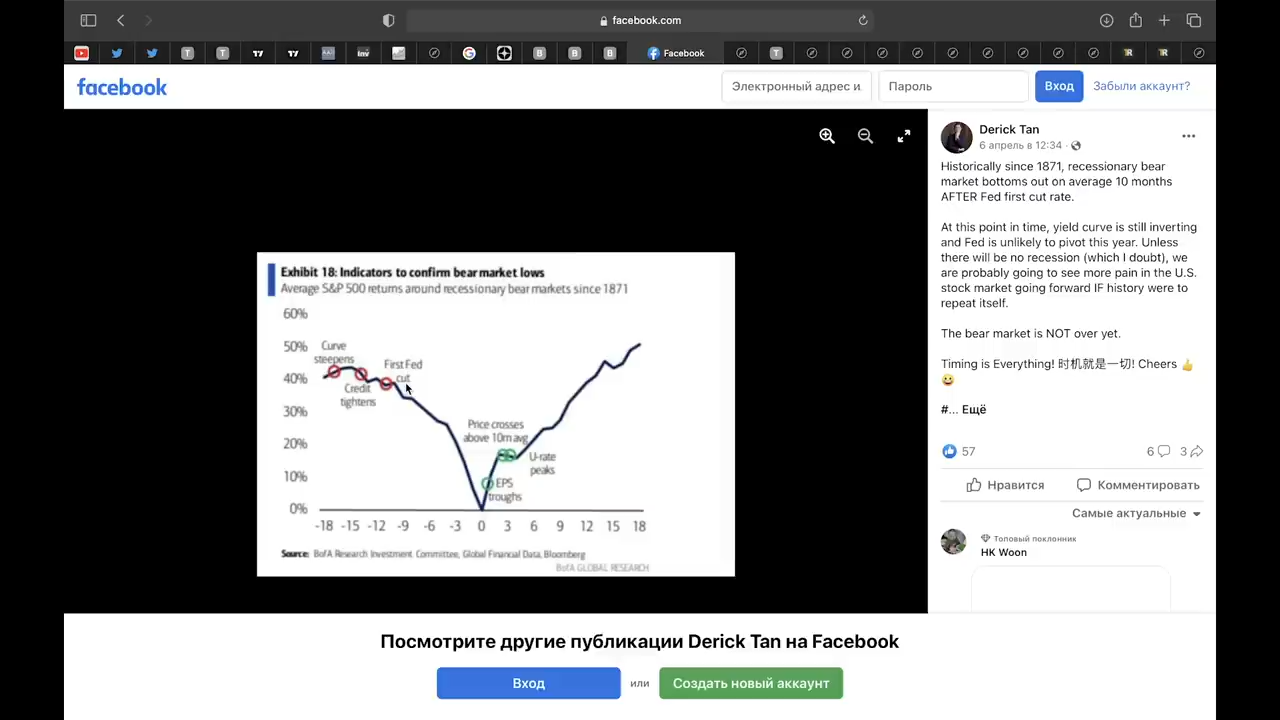 facebook.com
Facebook
facebook
Электронный адрес и
Пароль
Вход
Забыли аккаунт?
Exhibit 18: Indicators to confirm bear market lows
Average S&P 500 returns around recessionary bear markets since 1871
60%
50%
40%
30%
20%
10%
0%
Curve
steepens
First Fed
cut
Credit
tightens
Price crosses
above 10m avg
U-rate
peaks
EPS
troughs
-18 -15 -12 -9 -6 -3 0 3 6 9 12 15 18
Source: BofA Research Investment Committee, Global Financial Data, Bloomberg
BofA GLOBAL RESEARCH
Derick Tan
6 апрель в 12:34 ·
Historically since 1871, recessionary bear
market bottoms out on average 10 months
AFTER Fed first cut rate.
At this point in time, yield curve is still inverting
and Fed is unlikely to pivot this year. Unless
there will be no recession (which I doubt), we
are probably going to see more pain in the U.S.
stock market going forward IF history were to
repeat itself.
The bear market is NOT over yet.
Timing is Everything! 时机就是一切! Cheers 👍
😀
#... Ещё
57
6
3
Нравится
Комментировать
Самые актуальные
Топовый поклонник
HK Woon
Посмотрите другие публикации Derick Tan на Facebook
Вход
или
Создать новый аккаунт